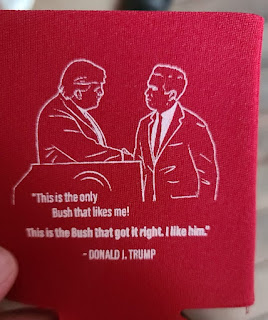 "This is the only
Bush that likes me!
This is the Bush that got it right. I like him."
- DONALD J. TRUMP